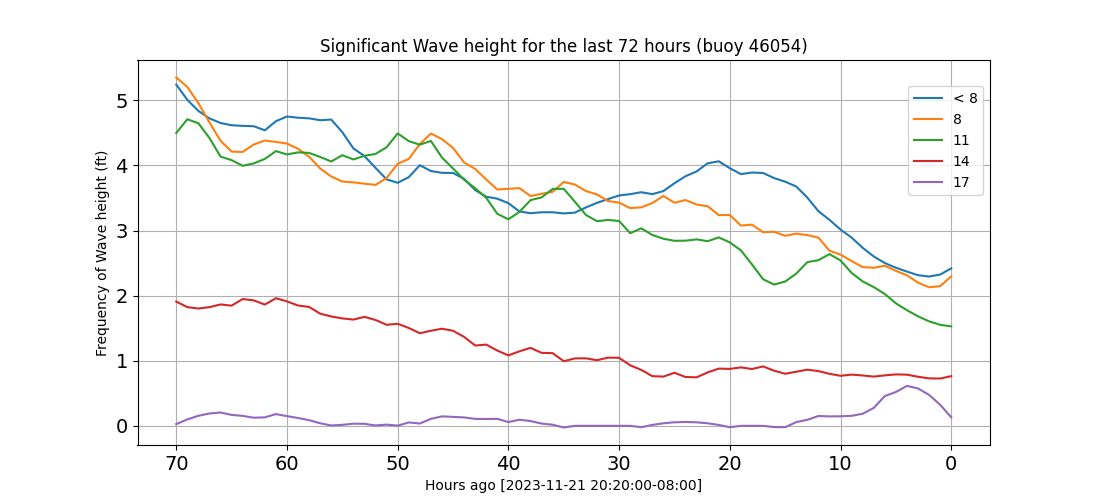 Significant Wave height for the last 72 hours (buoy 46054)
Frequency of Wave height (ft)
5
4
3
2
1
0
< 8
8
11
14
17
70 60 50 40 30 20 10 0
Hours ago [2023-11-21 20:20:00-08:00]